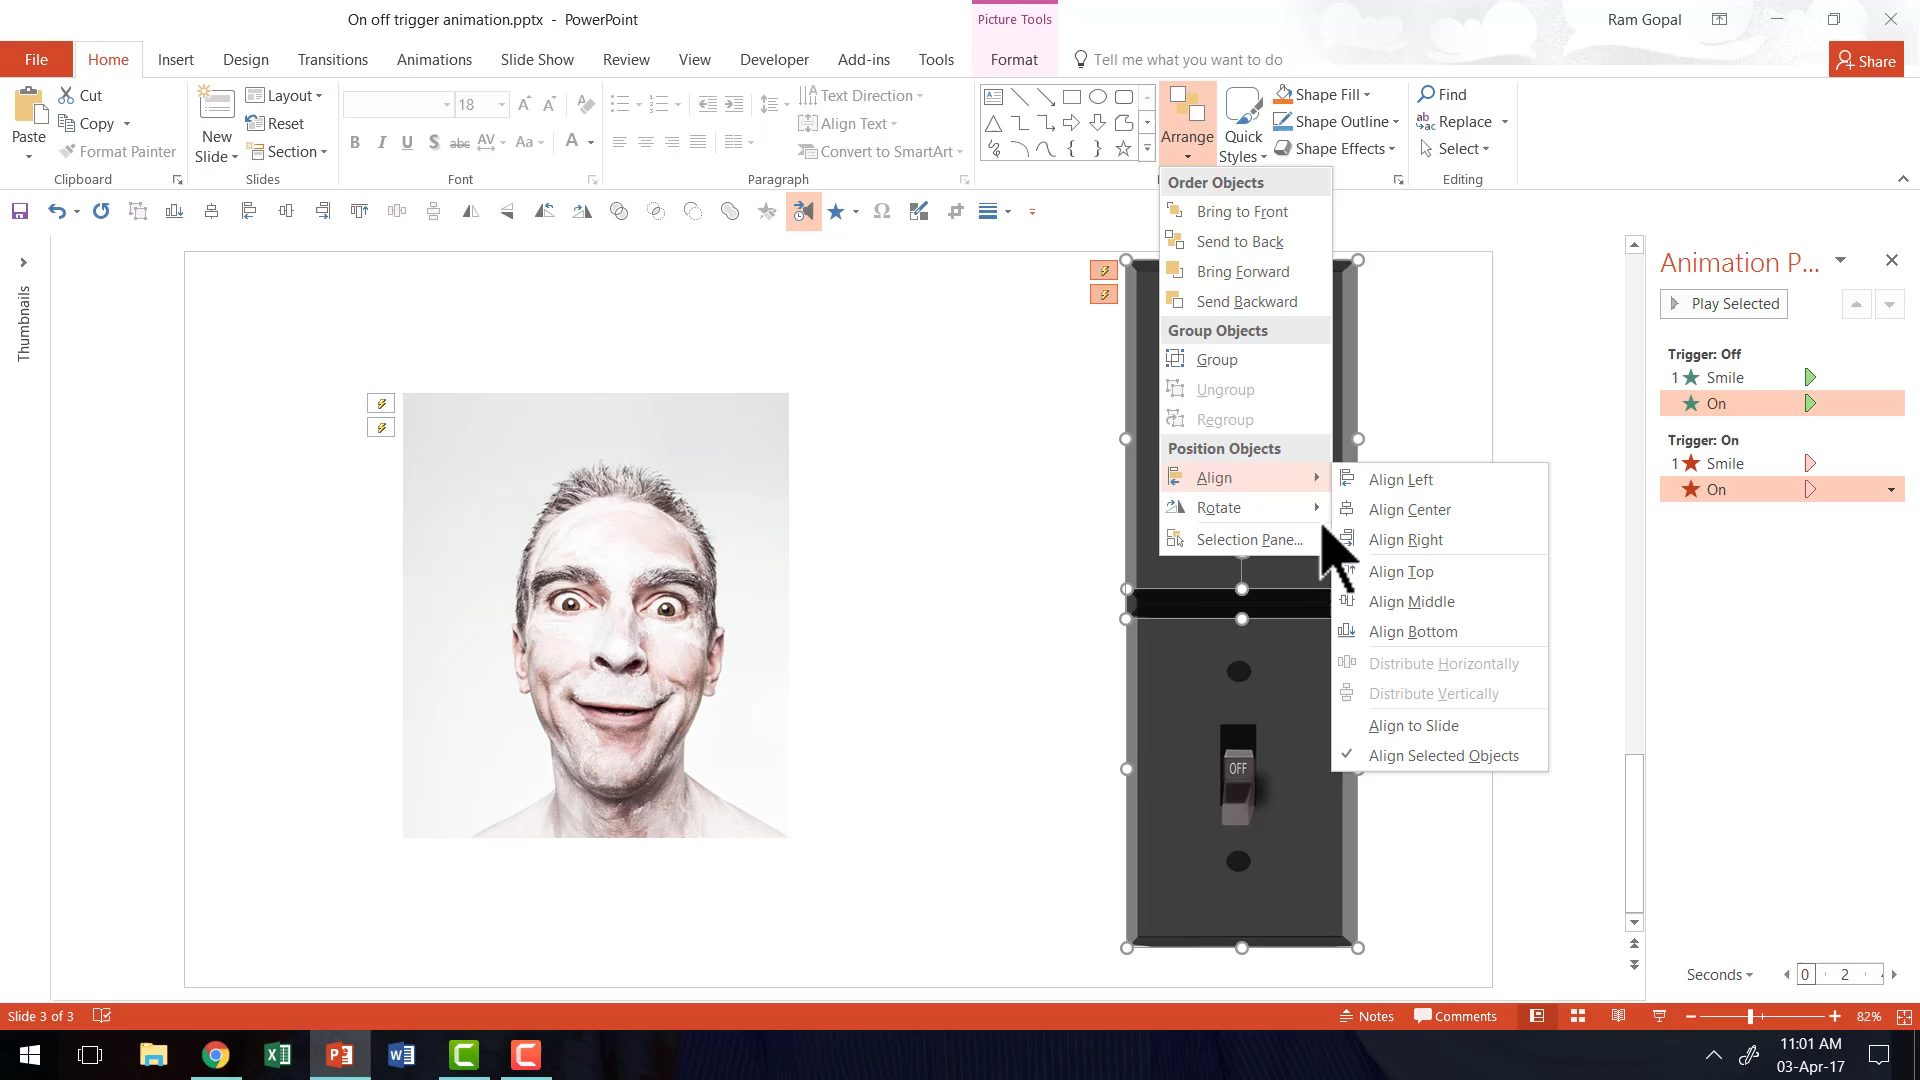 On off trigger animation.pptx - PowerPoint
Picture Tools
Ram Gopal
File
Home
Insert
Design
Transitions
Animations
Slide Show
Review
View
Developer
Add-ins
Tools
Format
Tell me what you want to do
Share
Paste
Cut
Copy
Format Painter
Clipboard
New
Slide
Layout
Reset
Section
Slides
18
B I U S abc AV Aa A
Font
Text Direction
Align Text
Convert to SmartArt
Paragraph
Arrange
Quick
Styles
Shape Fill
Shape Outline
Shape Effects
Find
Replace
Select
Editing
Order Objects
Bring to Front
Send to Back
Bring Forward
Send Backward
Group Objects
Group
Ungroup
Regroup
Position Objects
Align
Rotate
Selection Pane...
Align Left
Align Center
Align Right
Align Top
Align Middle
Align Bottom
Distribute Horizontally
Distribute Vertically
Align to Slide
Align Selected Objects
Thumbnails
OFF
Animation P...
Play Selected
Trigger: Off
1 Smile
On
Trigger: On
1 Smile
On
Seconds
0 2
Slide 3 of 3
Notes
Comments
82%
11:01 AM
03-Apr-17